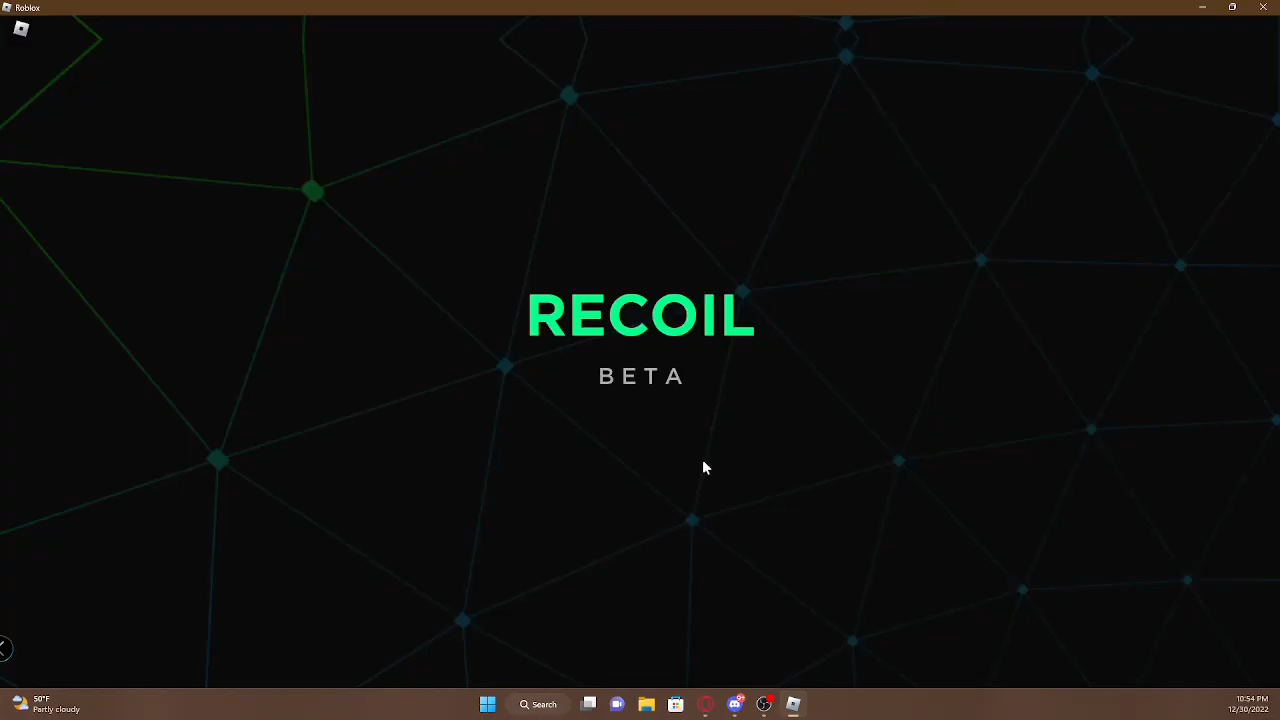 Roblox
RECOIL
BETA
50°F
Partly cloudy
Search
10:54 PM
12/30/2022